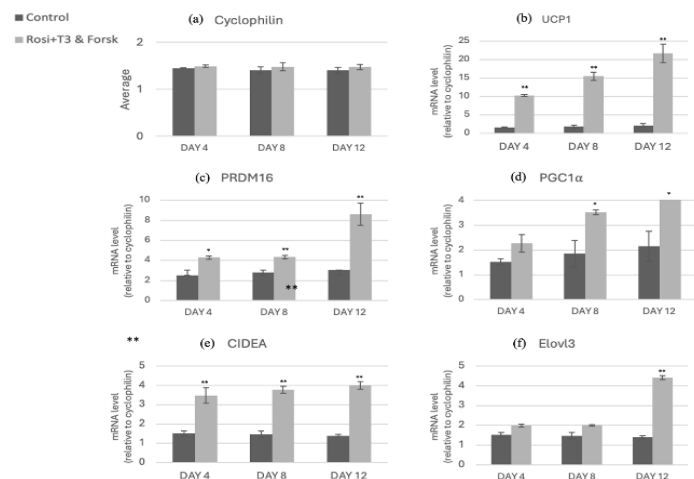 Control
Rosi+T3 & Forsk
(a) Cyclophilin
Average
2
1
0
DAY 4 DAY 8 DAY 12
(b) UCP1
mRNA level
(relative to cyclophilin)
25
20
15
10
5
0
**
**
**
DAY 4 DAY 8 DAY 12
(c) PRDM16
mRNA level
(relative to cyclophilin)
10
8
6
4
2
0
*
**
**
**
DAY 4 DAY 8 DAY 12
(d) PGC1α
mRNA level
(relative to cyclophilin)
4
3
2
1
0
*
*
DAY 4 DAY 8 DAY 12
**
(e) CIDEA
mRNA level
(relative to cyclophilin)
5
4
3
2
1
0
**
**
**
DAY 4 DAY 8 DAY 12
(f) Elovl3
mRNA level
(relative to cyclophilin)
5
4
3
2
1
0
**
DAY 4 DAY 8 DAY 12